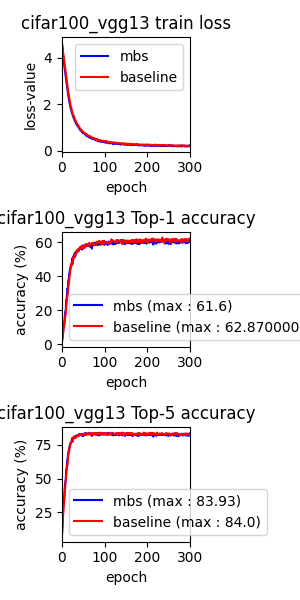 cifar100_vgg13 train loss
4
2
0
loss-value
mbs
baseline
0 100 200 300
epoch
cifar100_vgg13 Top-1 accuracy
60
40
20
0
accuracy (%)
mbs (max : 61.6)
baseline (max : 62.870000
0 100 200 300
epoch
cifar100_vgg13 Top-5 accuracy
75
50
25
accuracy (%)
mbs (max : 83.93)
baseline (max : 84.0)
0 100 200 300
epoch